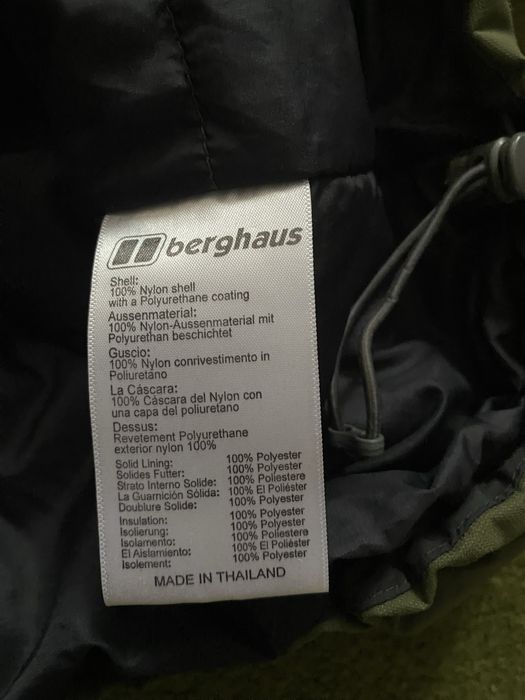 berghaus
Shell:
100% Nylon shell
with a Polyurethane coating
Aussenmaterial:
100% Nylon-Aussenmaterial mit
Polyurethan beschichtet
Guscio:
100% Nylon conrivestimento in
Poliuretano
La Cáscara:
100% Cáscara del Nylon con
una capa del poliuretano
Dessus:
Revetement Polyurethane
exterior nylon 100%
Solid Lining: 100% Polyester
Solides Futter: 100% Polyester
Strato Interno Solide: 100% Poliestere
La Guarnición Sólida: 100% El Poliéster
Doublure Solide: 100% Polyester
Insulation: 100% Polyester
Isolierung: 100% Polyester
Isolamento: 100% Poliostere
El Aislamiento: 100% El Poliéster
Isolement: 100% Polyester
MADE IN THAILAND